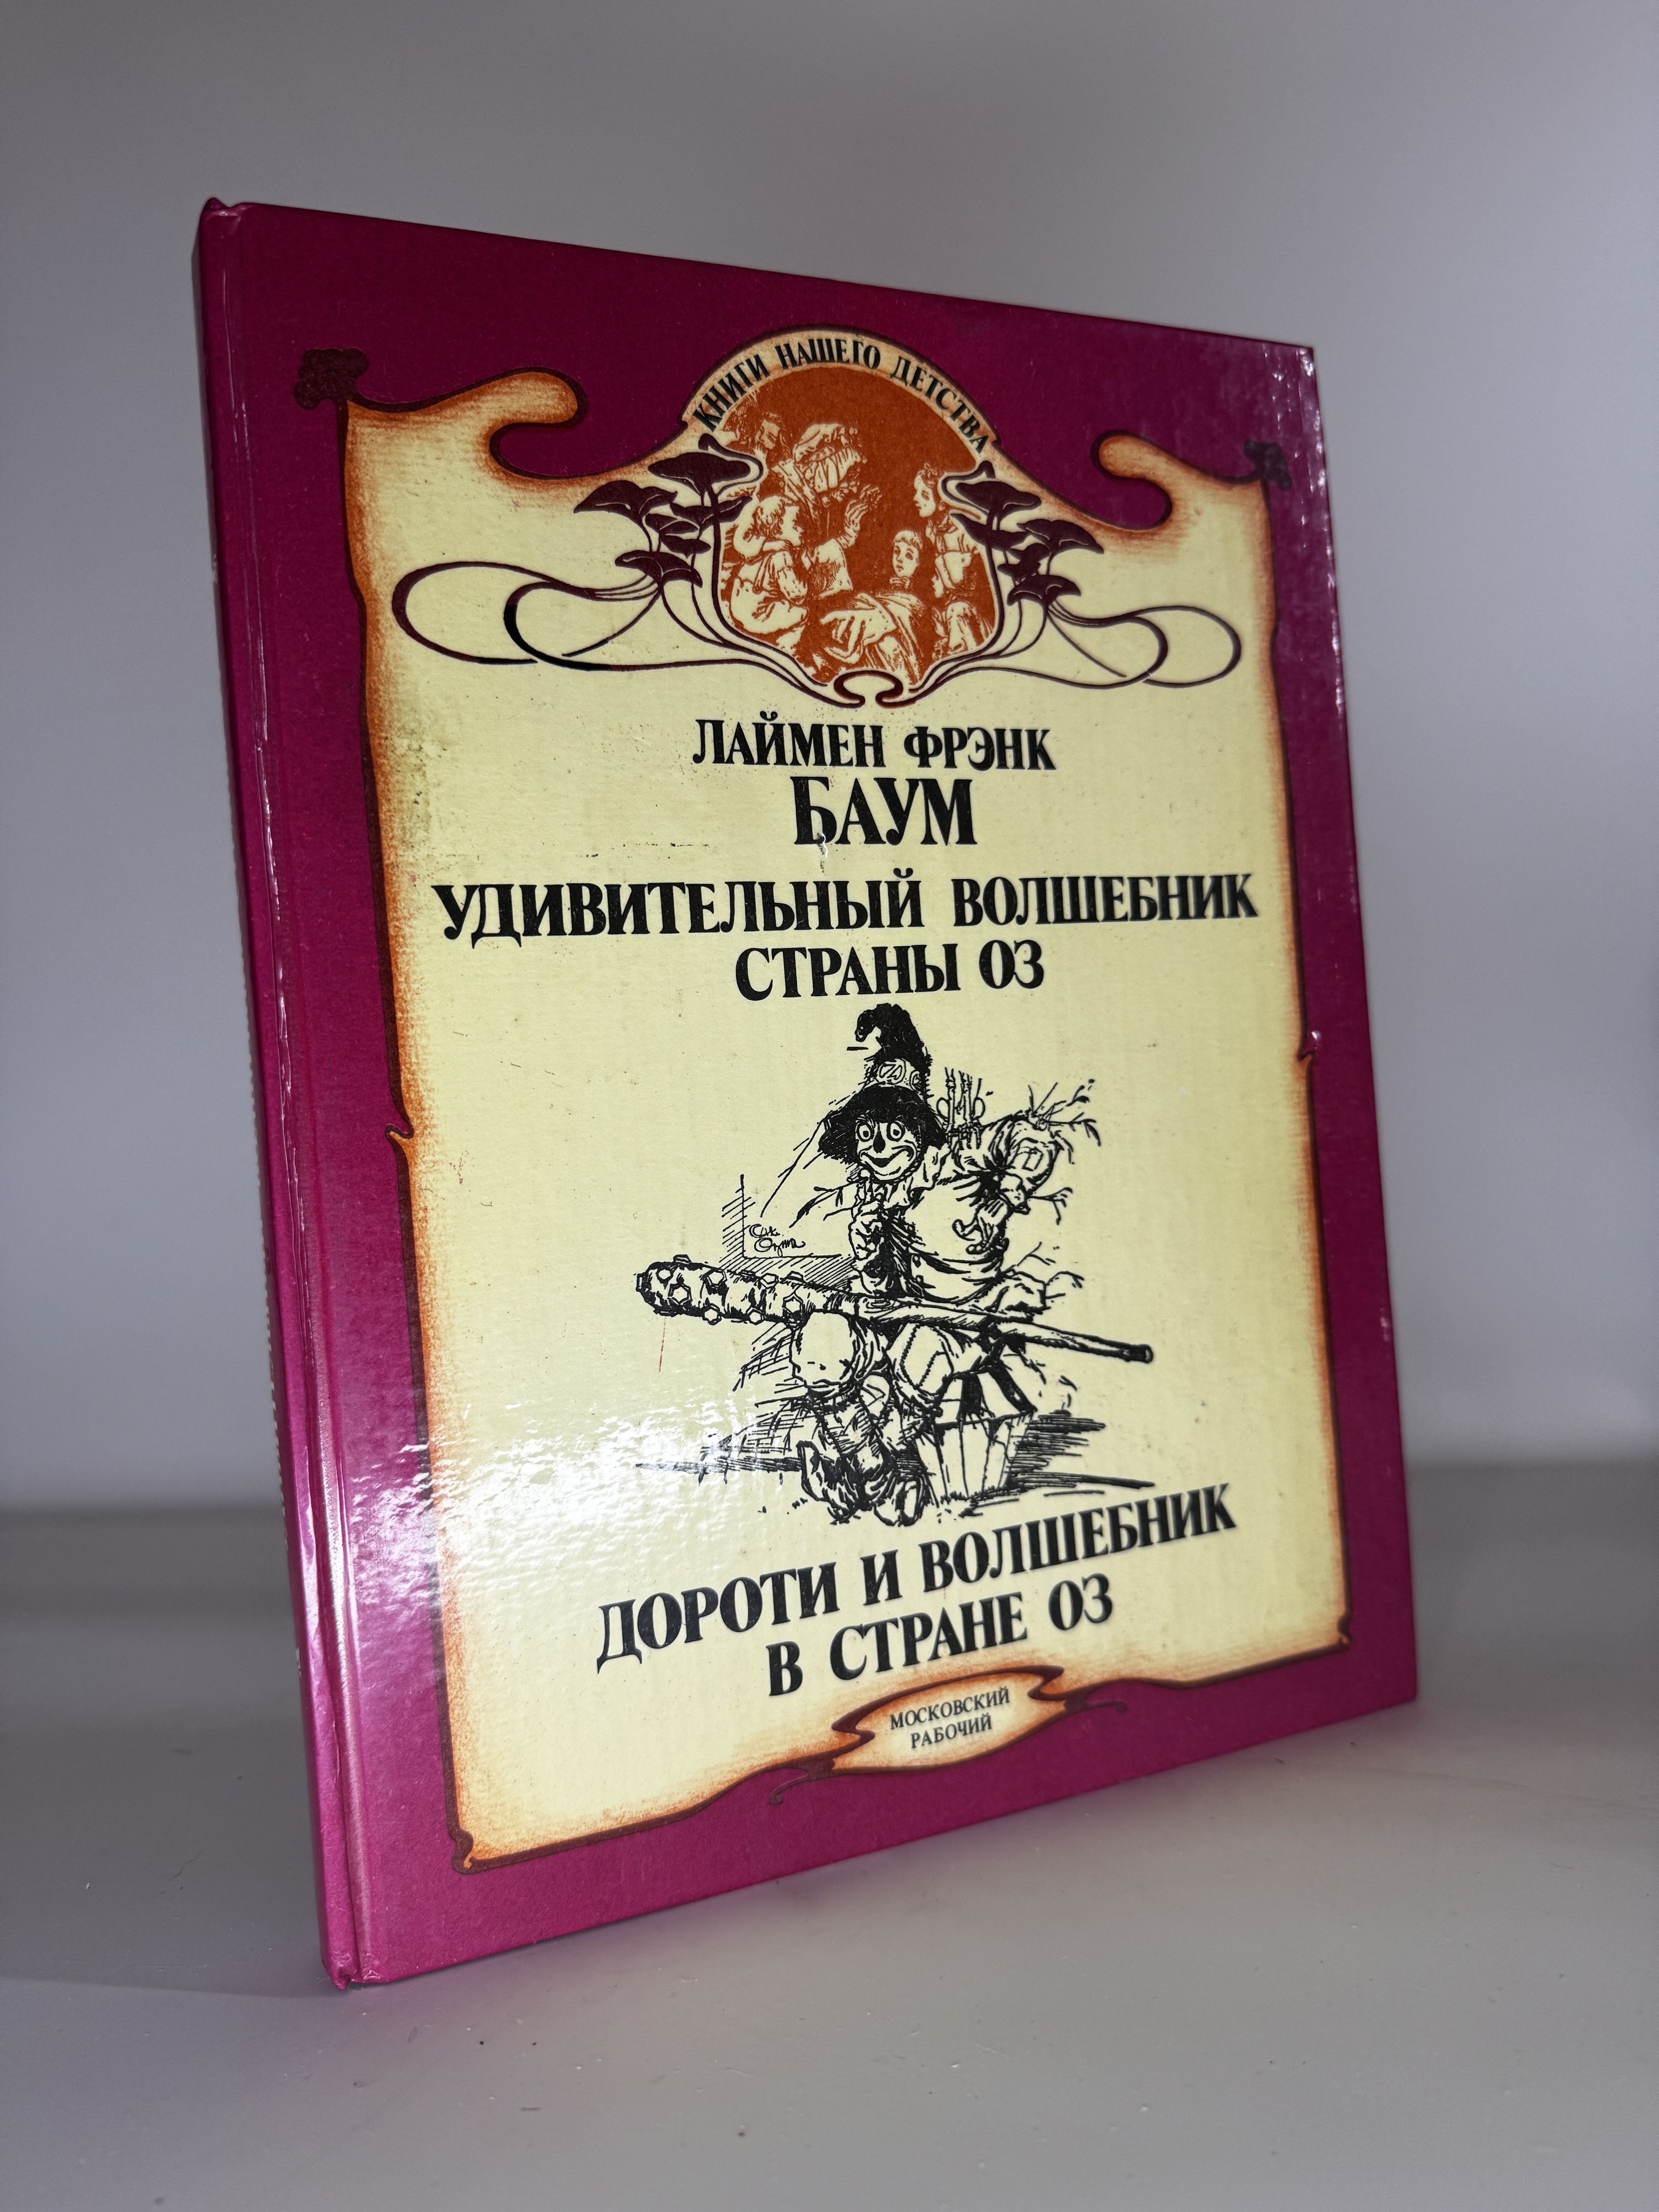 КНИГИ НАШЕГО ДЕТСТВА
ЛАЙМЕН ФРЭНК
БАУМ
УДИВИТЕЛЬНЫЙ ВОЛШЕБНИК
СТРАНЫ ОЗ
ДОРОТИ И ВОЛШЕБНИК
В СТРАНЕ ОЗ
МОСКОВСКИЙ
РАБОЧИЙ